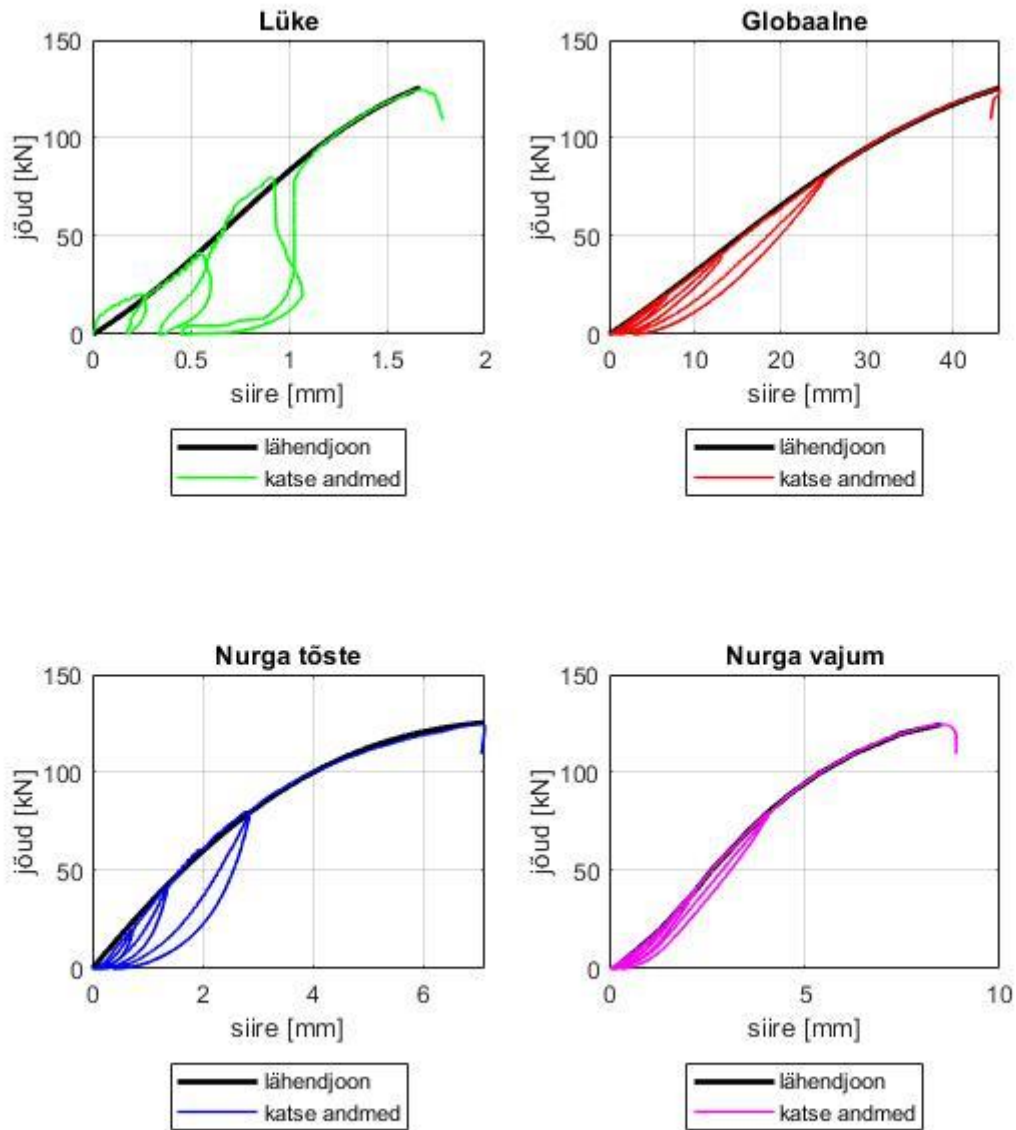 Lüke
150
100
50
0
0 0.5 1 1.5 2
jõud [kN]
siire [mm]
lähendjoon
katse andmed
Globaalne
150
100
50
0
0 10 20 30 40
jõud [kN]
siire [mm]
lähendjoon
katse andmed
Nurga tõste
150
100
50
0
0 2 4 6
jõud [kN]
siire [mm]
lähendjoon
katse andmed
Nurga vajum
150
100
50
0
0 5 10
jõud [kN]
siire [mm]
lähendjoon
katse andmed